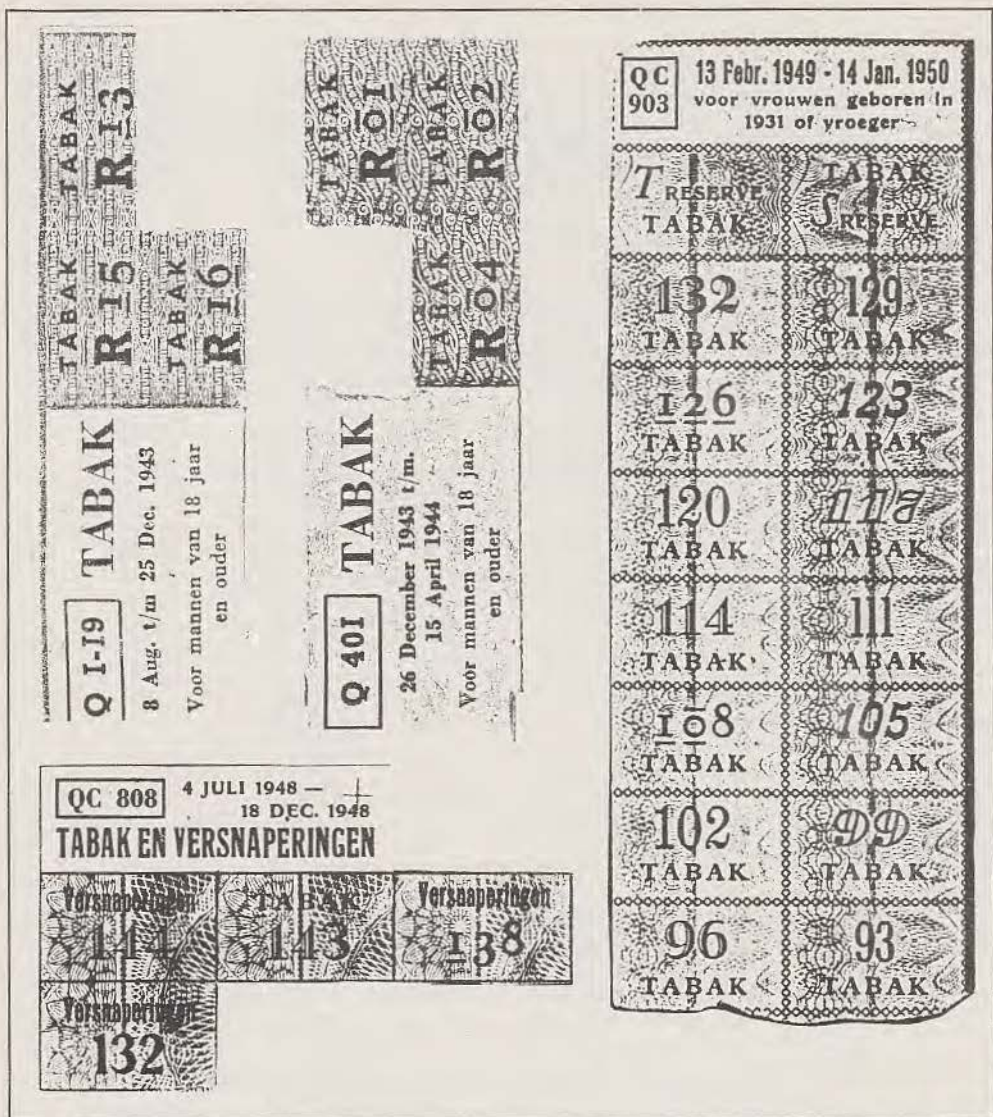 TABAK TABAK
R 13
TABAK
R 15
TABAK
R 16
Q I-19 TABAK
8 Aug. t/m 25 Dec. 1943
Voor mannen van 18 jaar
en ouder
TABAK
R 01
TABAK
R 02
TABAK
R 04
Q 401 TABAK
26 December 1943 t/m.
15 April 1944
Voor mannen van 18 jaar
en ouder
QC 808
4 JULI 1948 —
18 DEC. 1948
TABAK EN VERSNAPERINGEN
Versnaperingen TABAK Versnaperingen
144 143 138
Versnaperingen
132
QC
903
13 Febr. 1949 - 14 Jan. 1950
voor vrouwen geboren in
1931 of vroeger
T RESERVE
TABAK
TABAK
S RESERVE
132 129
TABAK TABAK
126 123
TABAK TABAK
120 117
TABAK TABAK
114 111
TABAK TABAK
108 105
TABAK TABAK
102 99
TABAK TABAK
96 93
TABAK TABAK